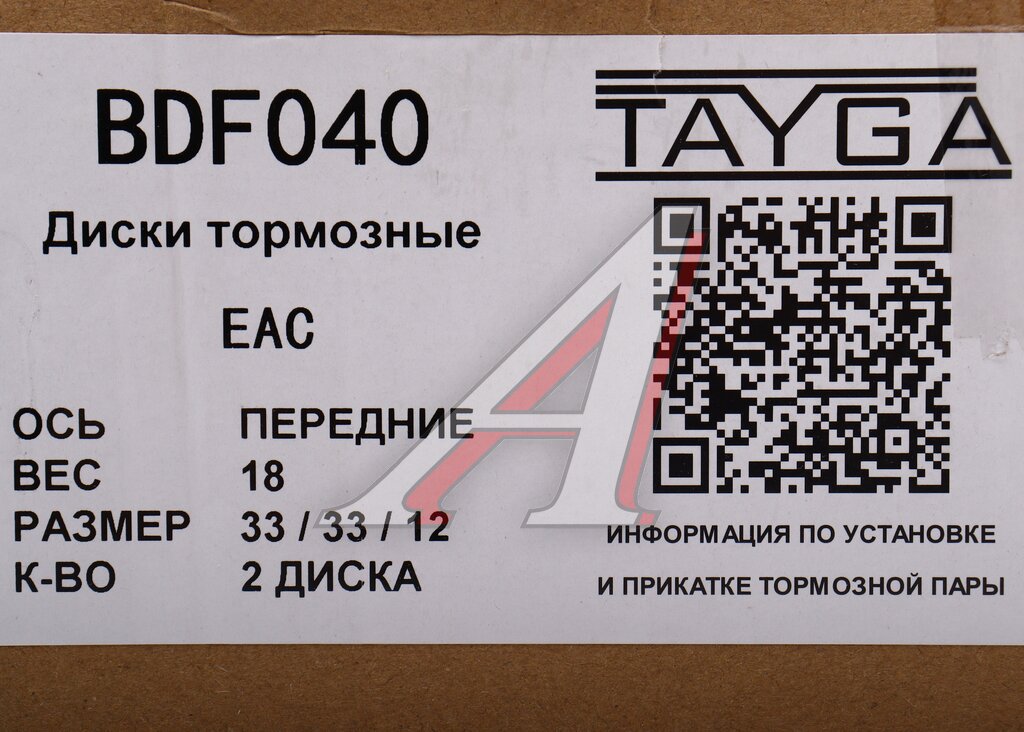 BDF040
TAYGA
Диски тормозные
EAC
ОСЬ ПЕРЕДНИЕ
ВЕС 18
РАЗМЕР 33 / 33 / 12
К-ВО 2 ДИСКА
ИНФОРМАЦИЯ ПО УСТАНОВКЕ
И ПРИКАТКЕ ТОРМОЗНОЙ ПАРЫ